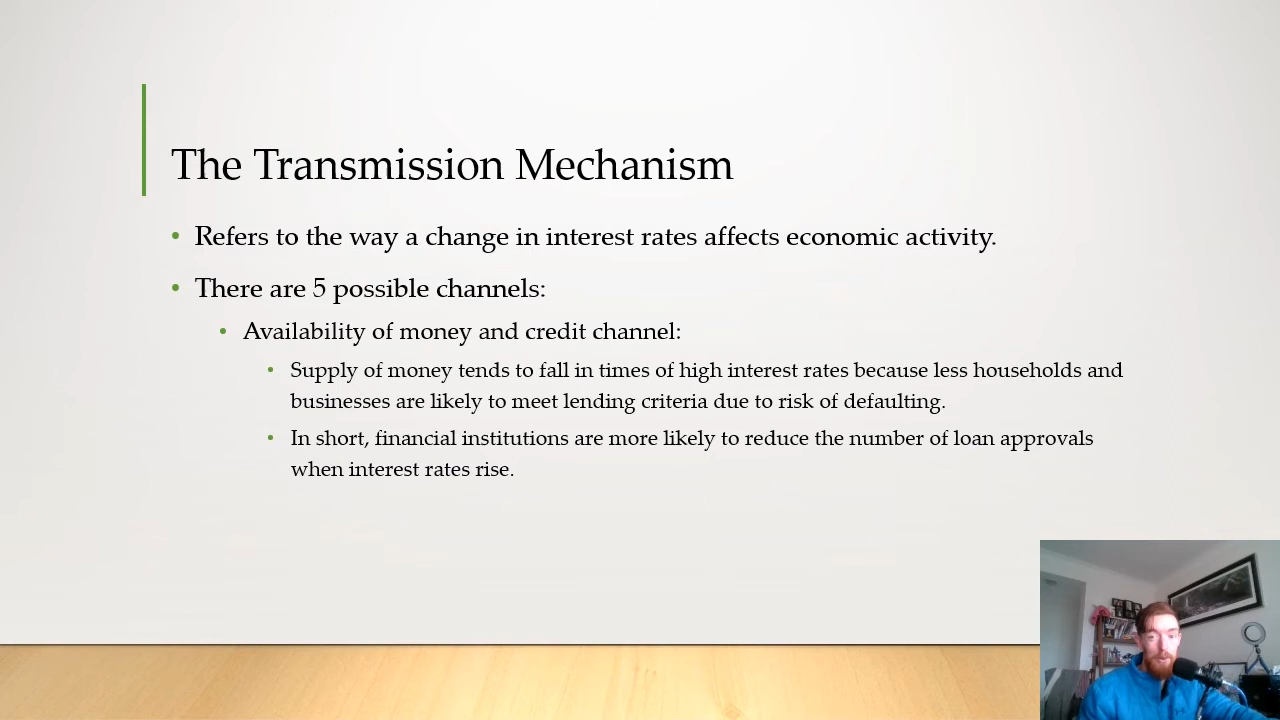 The Transmission Mechanism
• Refers to the way a change in interest rates affects economic activity.
• There are 5 possible channels:
• Availability of money and credit channel:
• Supply of money tends to fall in times of high interest rates because less households and
businesses are likely to meet lending criteria due to risk of defaulting.
• In short, financial institutions are more likely to reduce the number of loan approvals
when interest rates rise.